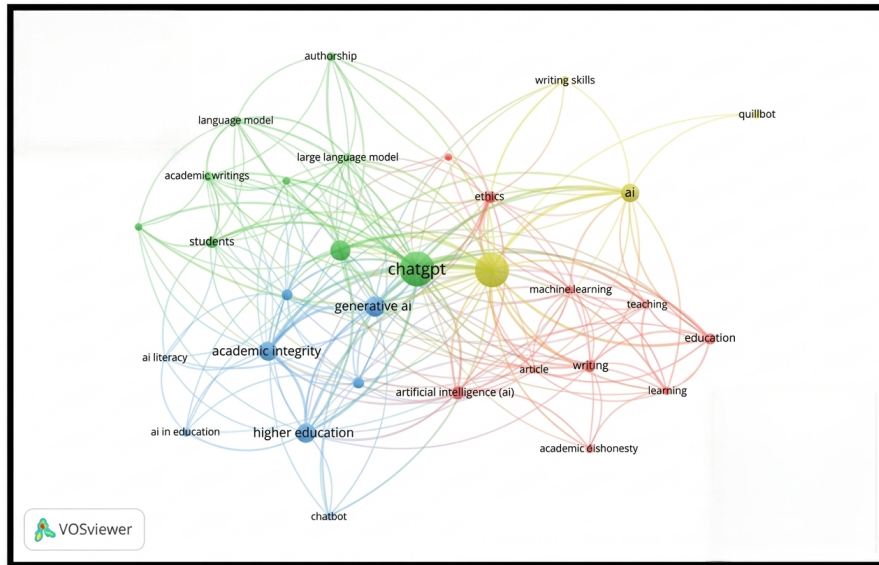 authorship
writing skills
quillbot
language model
large language model
academic writings
ethics
ai
students
chatgpt
machine.learning
generative ai
teaching
education
academic integrity
ai literacy
article
writing
artificial intelligence (ai)
learning
ai in education
higher education
academic dishonesty
chatbot
VOSviewer